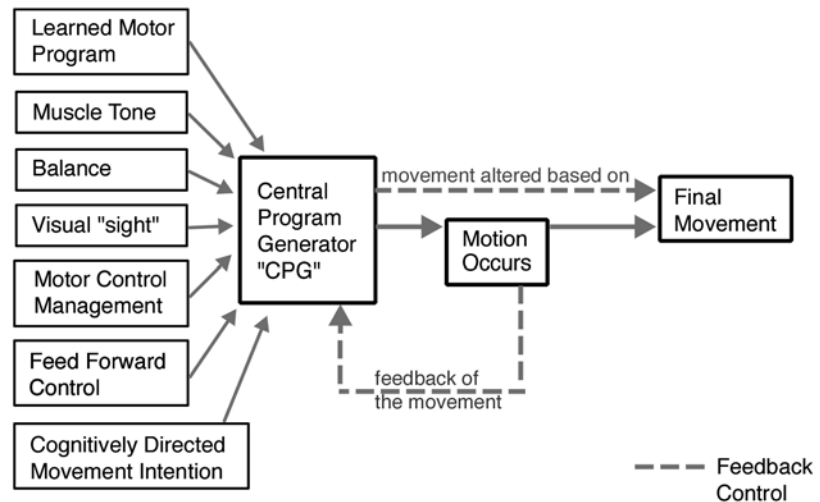 Learned Motor
Program
Muscle Tone
Balance
Visual "sight"
Motor Control
Management
Feed Forward
Control
Cognitively Directed
Movement Intention
Central
Program
Generator
"CPG"
movement altered based on
Motion
Occurs
Final
Movement
feedback of
the movement
Feedback
Control